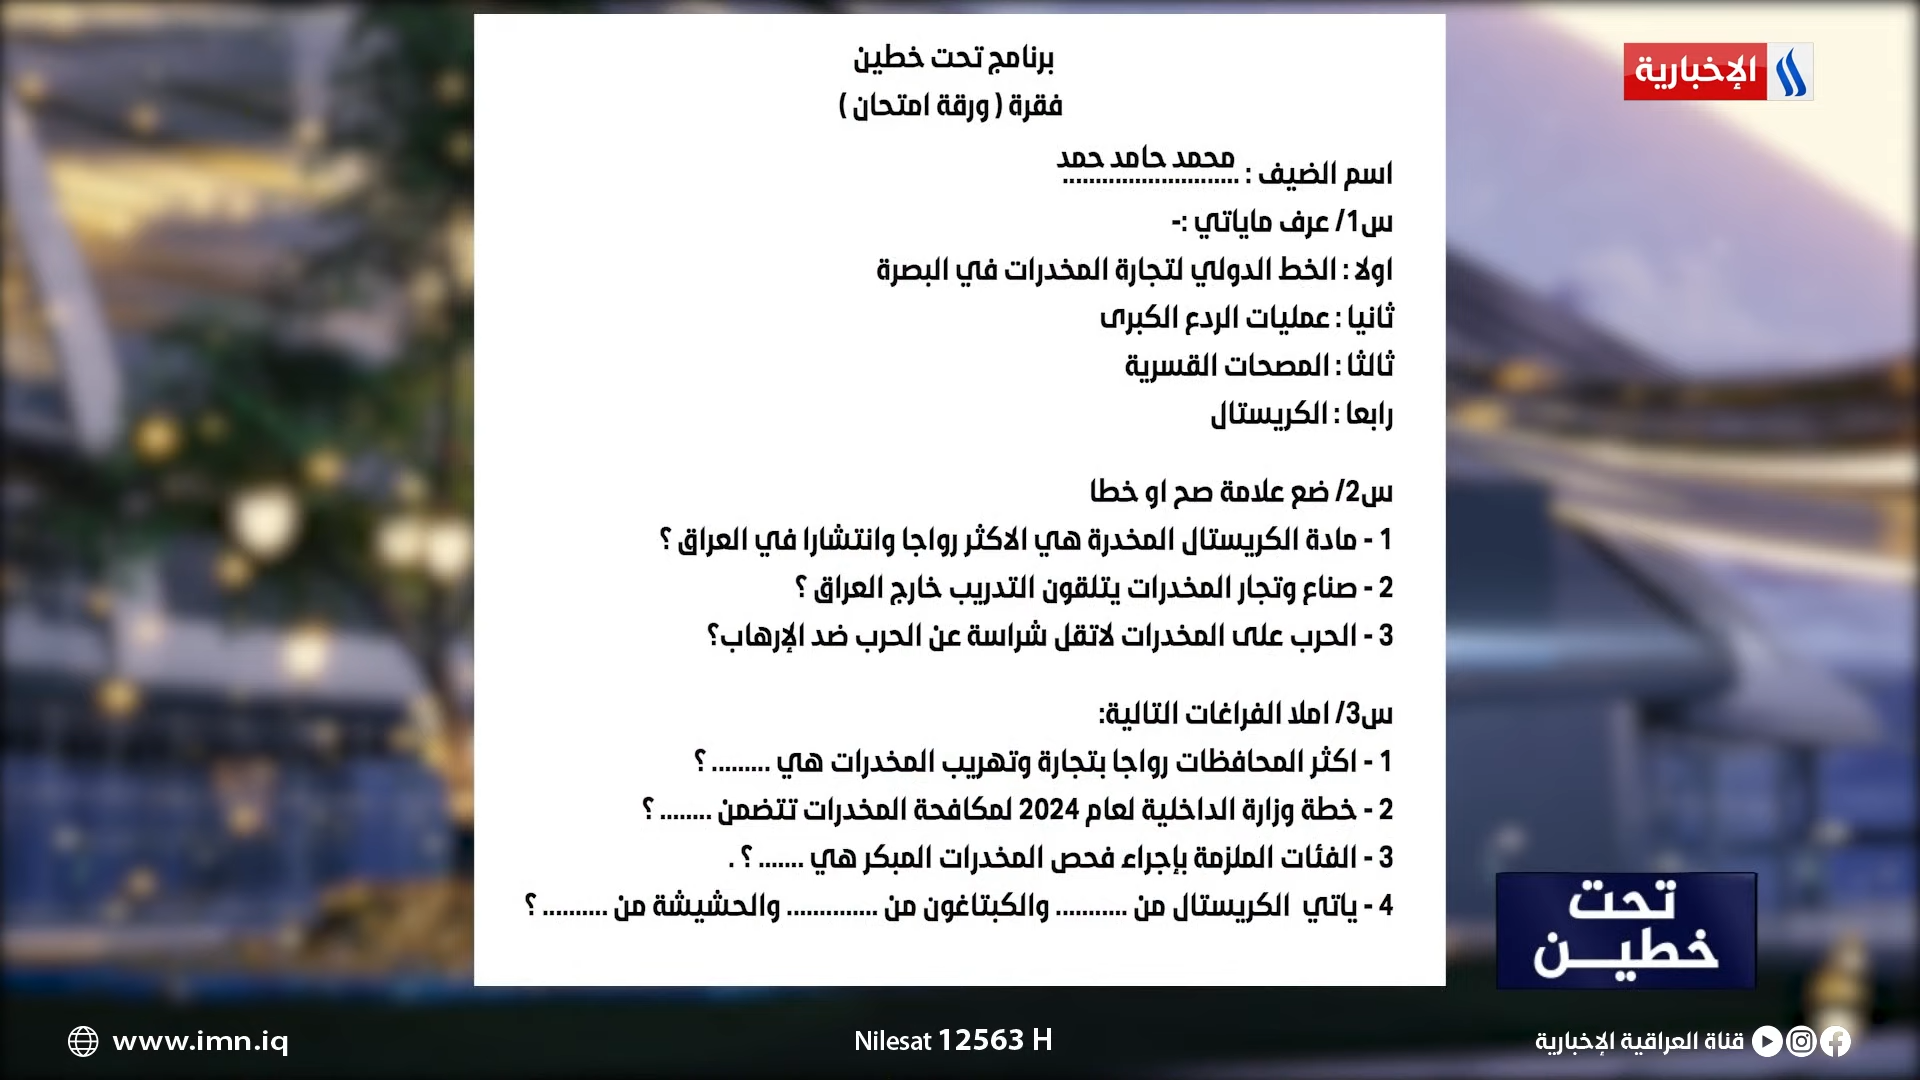 الإخبارية
برنامج تحت خطين
فقرة ( ورقة امتحان )
اسم الضيف : محمد حامد حمد
س1/ عرف ماياتي :-
اولا : الخط الدولي لتجارة المخدرات في البصرة
ثانيا : عمليات الردع الكبرى
ثالثا : المصحات القسرية
رابعا : الكريستال
س2/ ضع علامة صح او خطا
1 - مادة الكريستال المخدرة هي الاكثر رواجا وانتشارا في العراق ؟
2 - صناع وتجار المخدرات يتلقون التدريب خارج العراق ؟
3 - الحرب على المخدرات لاتقل شراسة عن الحرب ضد الإرهاب؟
س3/ املا الفراغات التالية:
1 - اكثر المحافظات رواجا بتجارة وتهريب المخدرات هي ......... ؟
2 - خطة وزارة الداخلية لعام 2024 لمكافحة المخدرات تتضمن ........ ؟
3 - الفئات الملزمة بإجراء فحص المخدرات المبكر هي ....... ؟ .
4 - ياتي الكريستال من ........... والكبتاغون من .............. والحشيشة من .......... ؟
تحت
خطين
www.imn.iq
Nilesat 12563 H
قناة العراقية الإخبارية